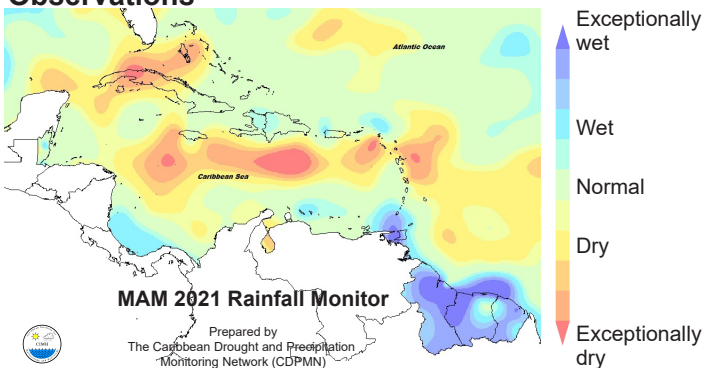 Observations
Atlantic Ocean
Caribbean Sea
MAM 2021 Rainfall Monitor
Prepared by
The Caribbean Drought and Precipitation
Monitoring Network (CDPMN)
CIMH
Exceptionally
wet
Wet
Normal
Dry
Exceptionally
dry